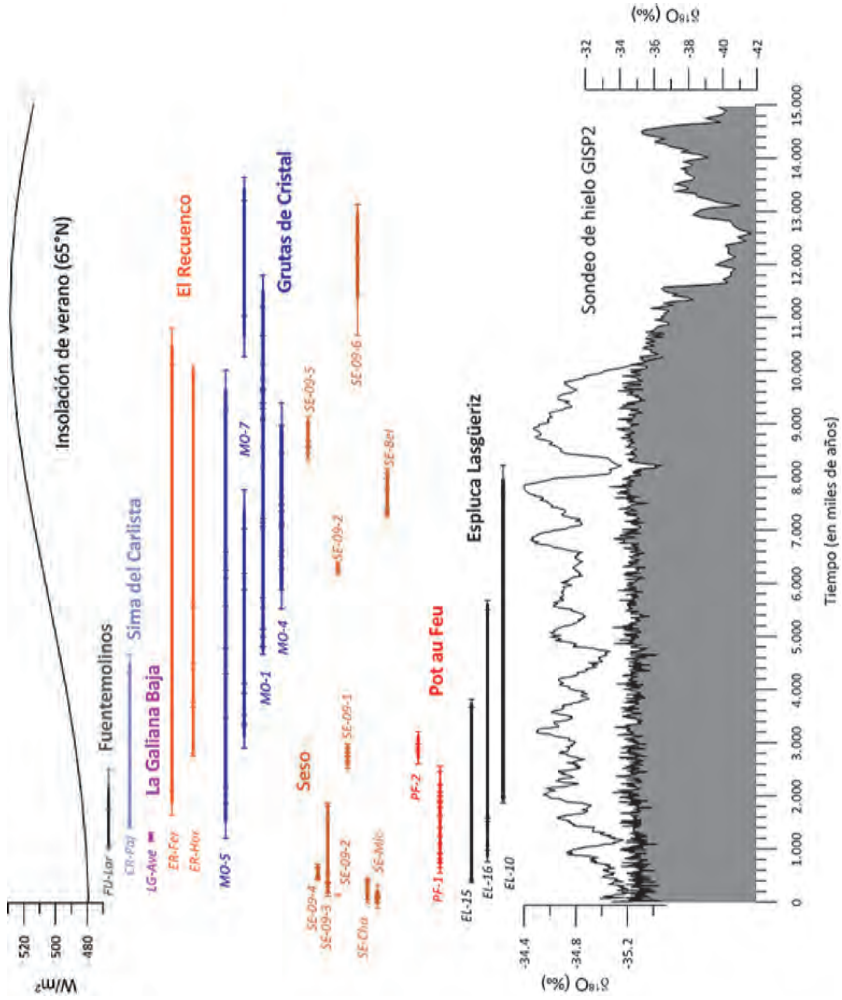 W/m²
520
500
480
Insolación de verano (65°N)
FU-Lar
Fuentemolinos
ER-Paj
Sima del Carlista
LG-Ave
La Galiana Baja
ER-Fer
ER-Hor
El Recuenco
MO-5
MO-7
MO-1
MO-4
Grutas de Cristal
Seso
SE-09-4
SE-09-3
SE-09-2
SE-Cha
SE-Mic
SE-09-1
SE-09-2
SE-09-5
SE-Bel
SE-09-6
PF-2
PF-1
Pot au Feu
EL-15
EL-16
EL-10
Espluca Lasgüeriz
δ¹⁸O (‰)
-34.4
-34.8
-35.2
Sondeo de hielo GISP2
δ¹⁸O (‰)
-32
-34
-36
-38
-40
-42
0
1.000
2.000
3.000
4.000
5.000
6.000
7.000
8.000
9.000
10.000
11.000
12.000
13.000
14.000
15.000
Tiempo (en miles de años)